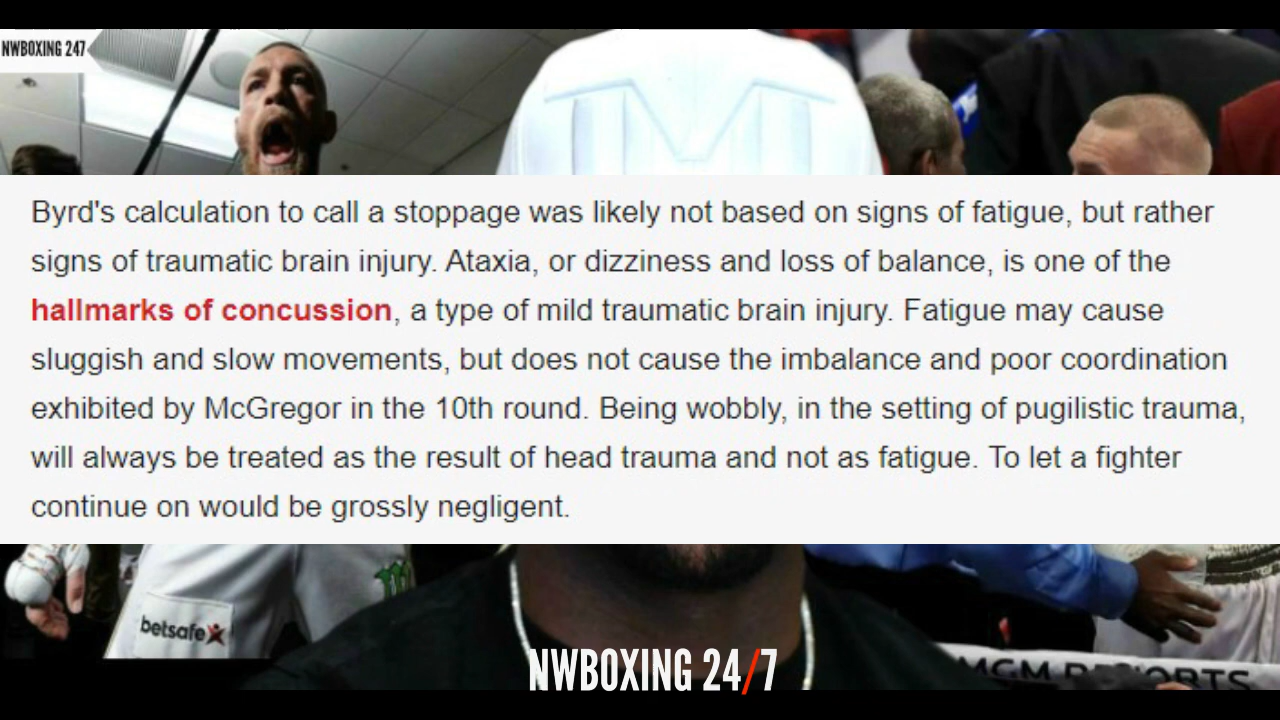 NWBOXING 247
TM
Byrd's calculation to call a stoppage was likely not based on signs of fatigue, but rather
signs of traumatic brain injury. Ataxia, or dizziness and loss of balance, is one of the
hallmarks of concussion, a type of mild traumatic brain injury. Fatigue may cause
sluggish and slow movements, but does not cause the imbalance and poor coordination
exhibited by McGregor in the 10th round. Being wobbly, in the setting of pugilistic trauma,
will always be treated as the result of head trauma and not as fatigue. To let a fighter
continue on would be grossly negligent.
betsafe
NWBOXING 24/7
MGM RESORTS